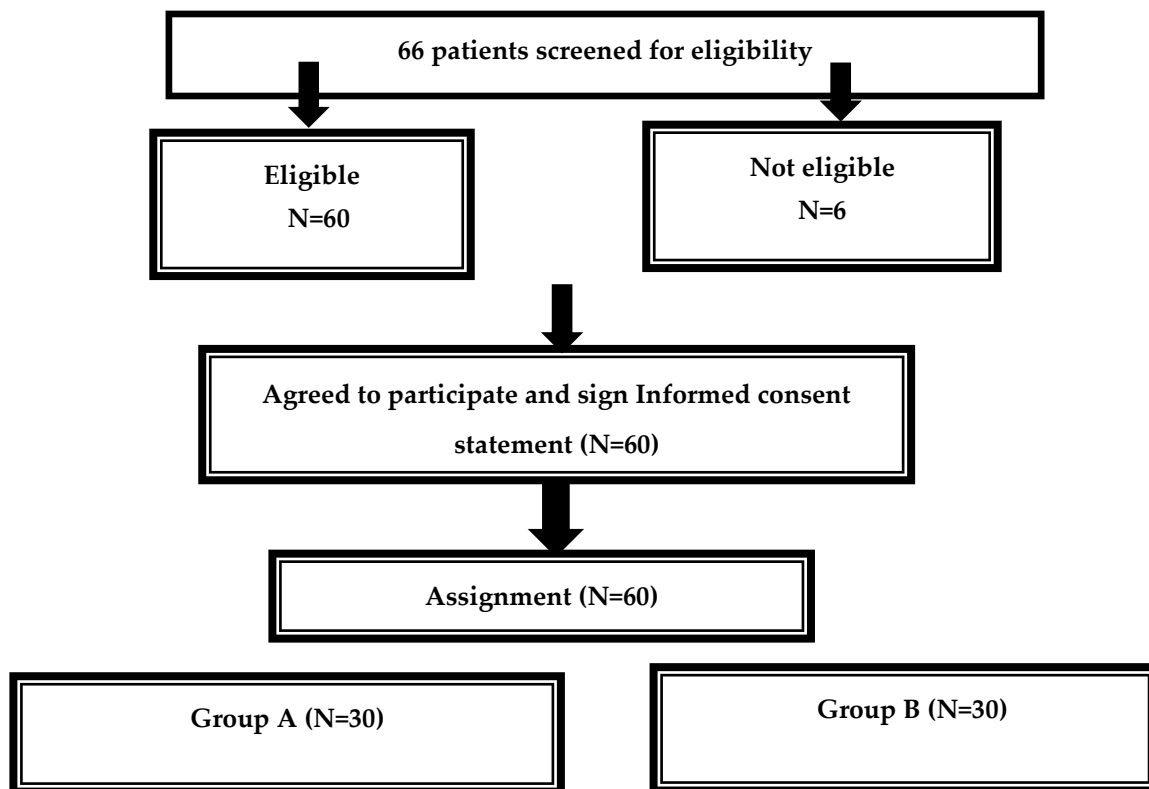 66 patients screened for eligibility
Eligible
N=60
Not eligible
N=6
Agreed to participate and sign Informed consent
statement (N=60)
Assignment (N=60)
Group A (N=30)
Group B (N=30)